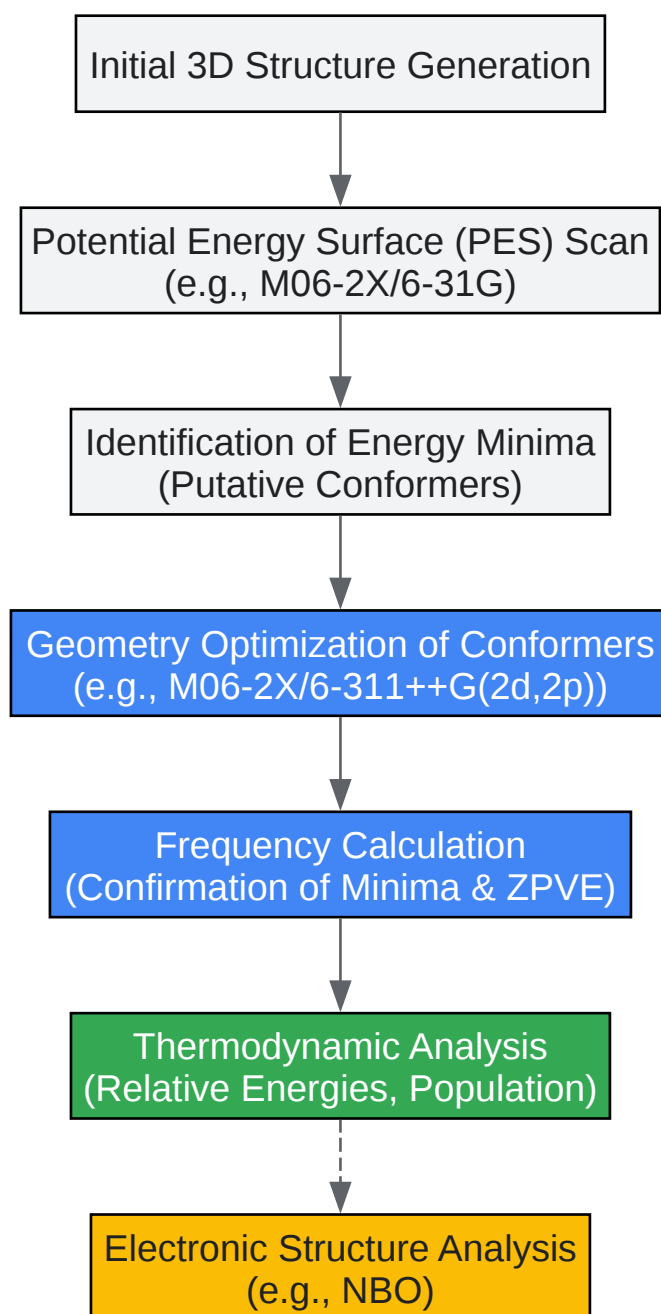 Initial 3D Structure Generation
Potential Energy Surface (PES) Scan
(e.g., M06-2X/6-31G)
Identification of Energy Minima
(Putative Conformers)
Geometry Optimization of Conformers
(e.g., M06-2X/6-311++G(2d,2p))
Frequency Calculation
(Confirmation of Minima & ZPVE)
Thermodynamic Analysis
(Relative Energies, Population)
Electronic Structure Analysis
(e.g., NBO)